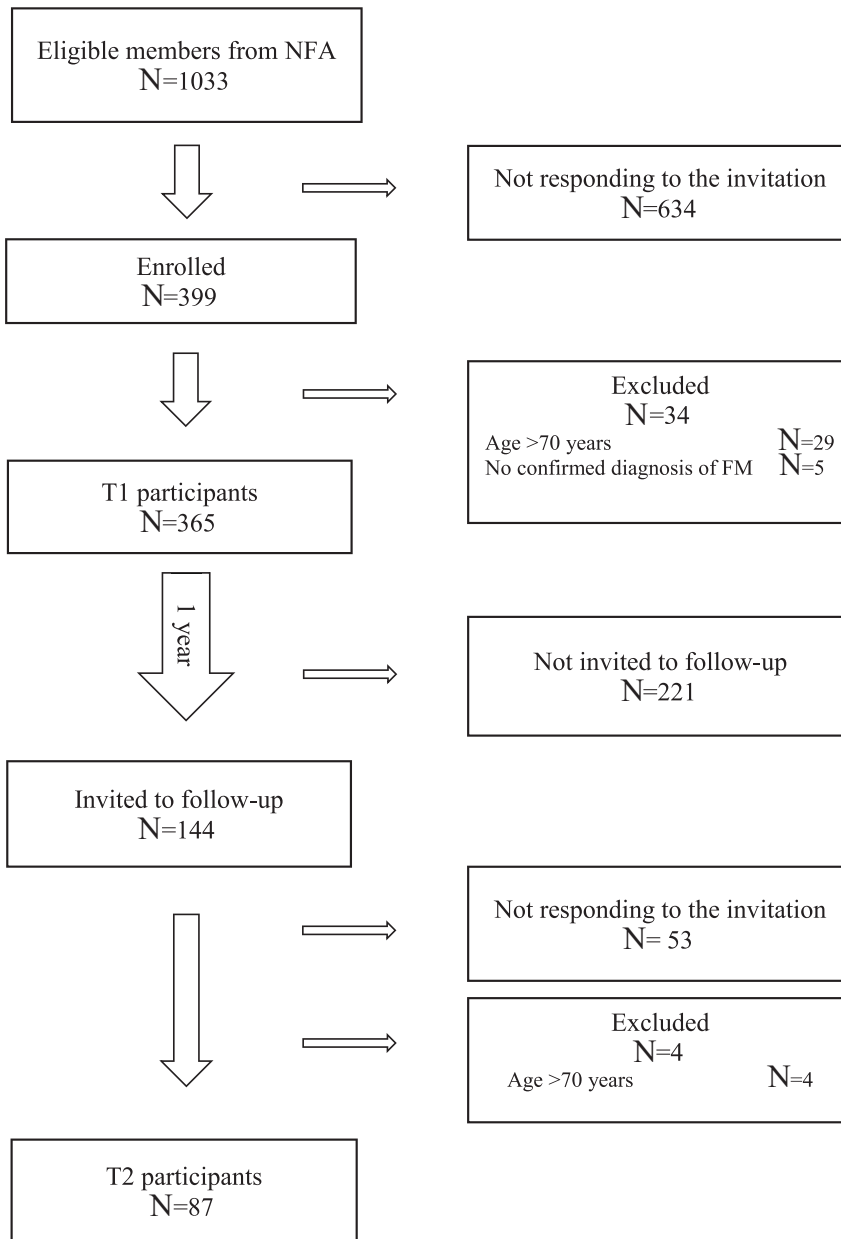 Eligible members from NFA
N=1033
Not responding to the invitation
N=634
Enrolled
N=399
Excluded
N=34
Age >70 years N=29
No confirmed diagnosis of FM N=5
T1 participants
N=365
1 year
Not invited to follow-up
N=221
Invited to follow-up
N=144
Not responding to the invitation
N= 53
Excluded
N=4
Age >70 years N=4
T2 participants
N=87